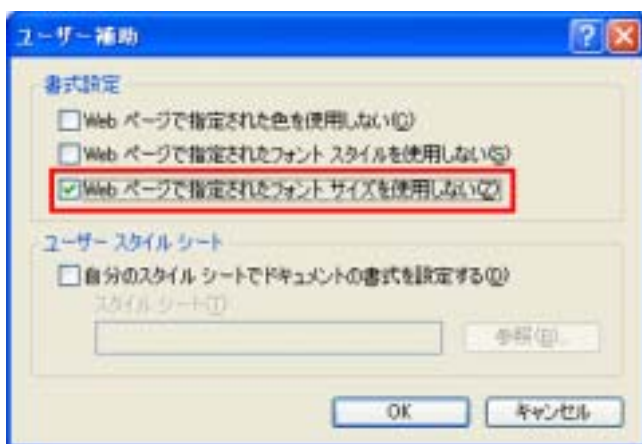 ユーザー補助
書式設定
Web ページで指定された色を使用しない(C)
Web ページで指定されたフォント スタイルを使用しない(S)
Web ページで指定されたフォント サイズを使用しない(Z)
ユーザー スタイル シート
自分のスタイル シートでドキュメントの書式を設定する(D)
スタイル シート(T)
参照(B)...
OK
キャンセル